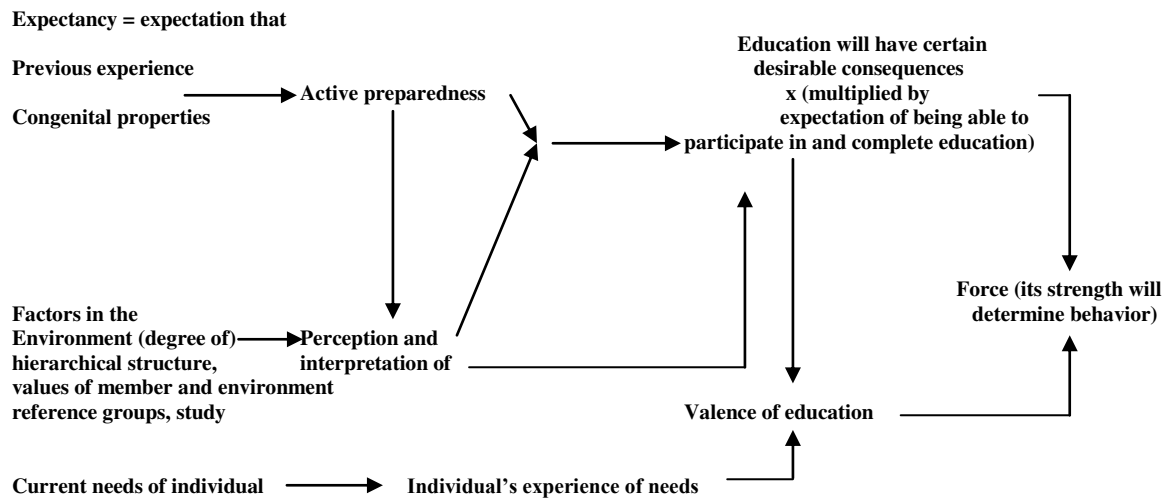 Expectancy = expectation that
Education will have certain
desirable consequences
x (multiplied by
expectation of being able to
participate in and complete education)
Previous experience
Active preparedness
Congenital properties
Force (its strength will
determine behavior)
Factors in the
Environment (degree of)
hierarchical structure,
values of member and environment
reference groups, study
Perception and
interpretation of
Valence of education
Current needs of individual
Individual's experience of needs